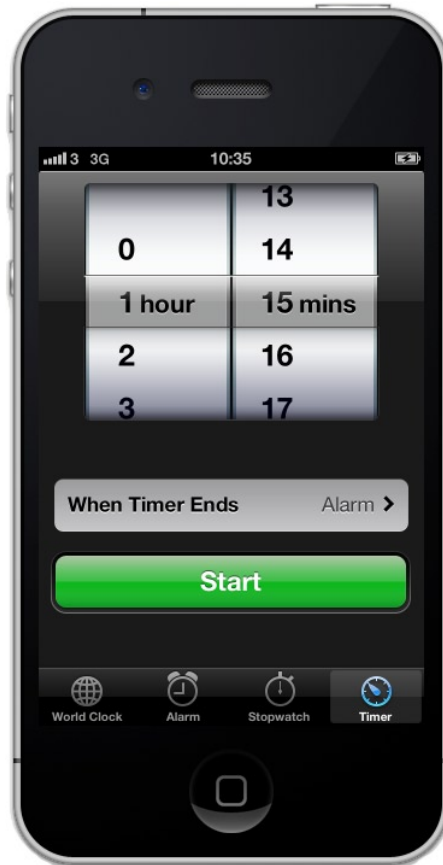 3 3G 10:35
13
0 14
1 hour 15 mins
2 16
3 17
When Timer Ends Alarm
Start
World Clock Alarm Stopwatch Timer